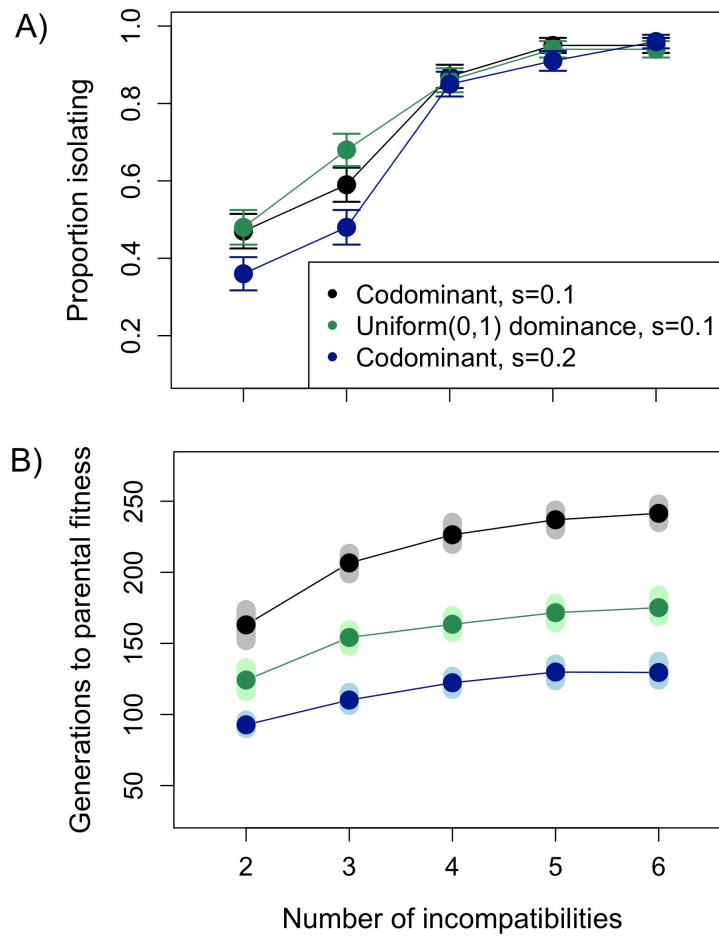 A)
Proportion isolating
1.0
0.8
0.6
0.4
0.2
Codominant, s=0.1
Uniform(0,1) dominance, s=0.1
Codominant, s=0.2
B)
Generations to parental fitness
250
200
150
100
50
2 3 4 5 6
Number of incompatibilities